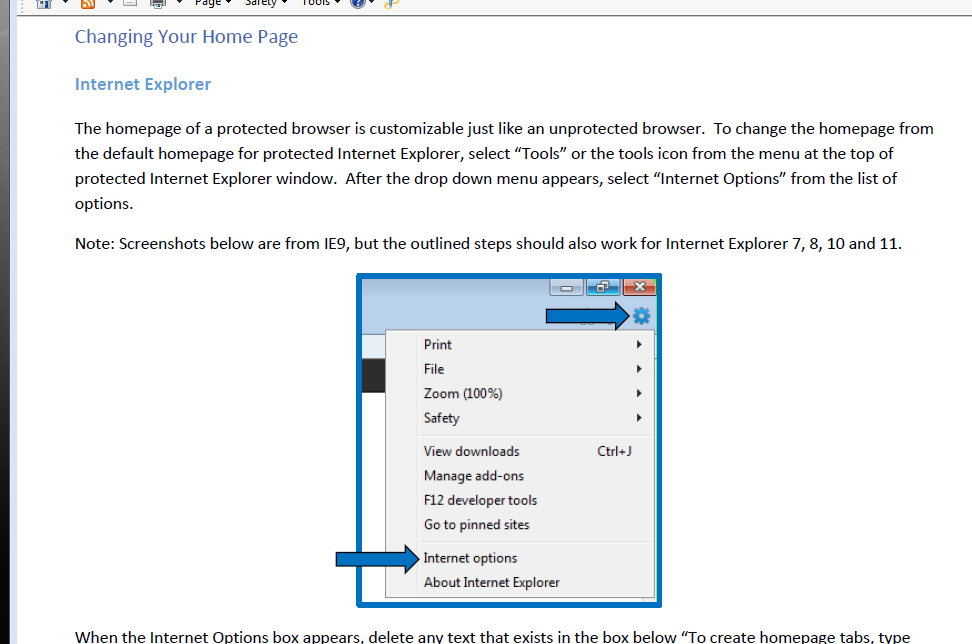 Page Safety Tools
Changing Your Home Page
Internet Explorer
The homepage of a protected browser is customizable just like an unprotected browser.  To change the homepage from
the default homepage for protected Internet Explorer, select “Tools” or the tools icon from the menu at the top of
protected Internet Explorer window.  After the drop down menu appears, select “Internet Options” from the list of
options.
Note: Screenshots below are from IE9, but the outlined steps should also work for Internet Explorer 7, 8, 10 and 11.
Print
File
Zoom (100%)
Safety
View downloads Ctrl+J
Manage add-ons
F12 developer tools
Go to pinned sites
Internet options
About Internet Explorer
When the Internet Options box appears, delete any text that exists in the box below “To create homepage tabs, type